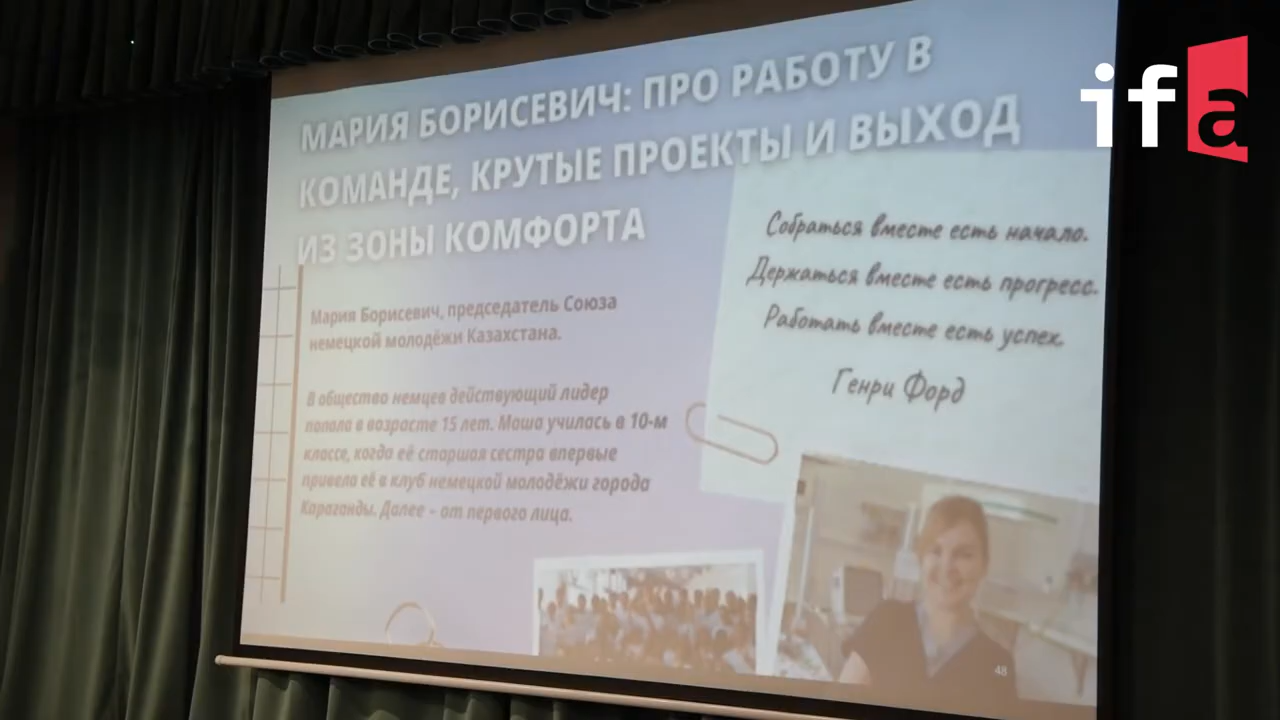 МАРИЯ БОРИСЕВИЧ: ПРО РАБОТУ В
КОМАНДЕ, КРУТЫЕ ПРОЕКТЫ И ВЫХОД
ИЗ ЗОНЫ КОМФОРТА
Мария Борисевич, председатель Союза
немецкой молодёжи Казахстана.
В общество немцев действующий лидер
попала в возрасте 15 лет. Маша училась в 10-м
классе, когда её старшая сестра впервые
привела её в клуб немецкой молодёжи города
Караганды. Далее – от первого лица.
Собраться вместе есть начало.
Держаться вместе есть прогресс.
Работать вместе есть успех.
Генри Форд
48
ifa